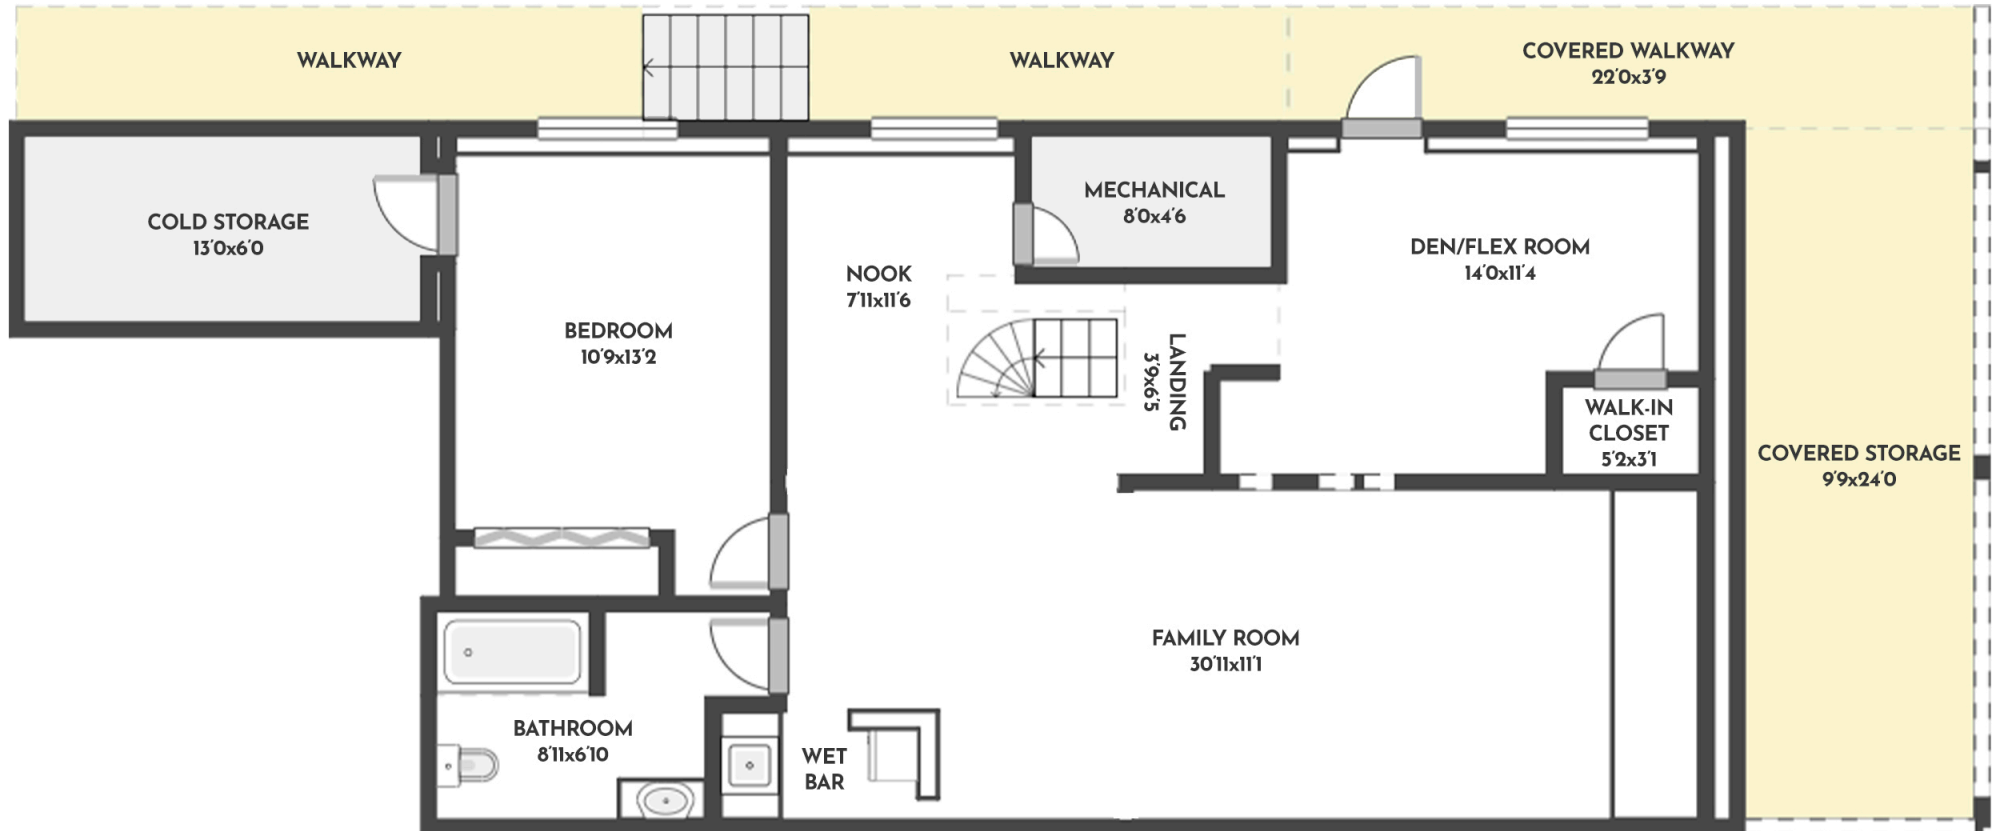 WALKWAY
WALKWAY
COVERED WALKWAY
22'0x3'9
COLD STORAGE
13'0x6'0
MECHANICAL
8'0x4'6
DEN/FLEX ROOM
14'0x11'4
NOOK
7'11x11'6
BEDROOM
10'9x13'2
LANDING
3'9x6'5
WALK-IN
CLOSET
5'2x3'1
COVERED STORAGE
9'9x24'0
FAMILY ROOM
30'11x11'1
BATHROOM
8'11x6'10
WET
BAR